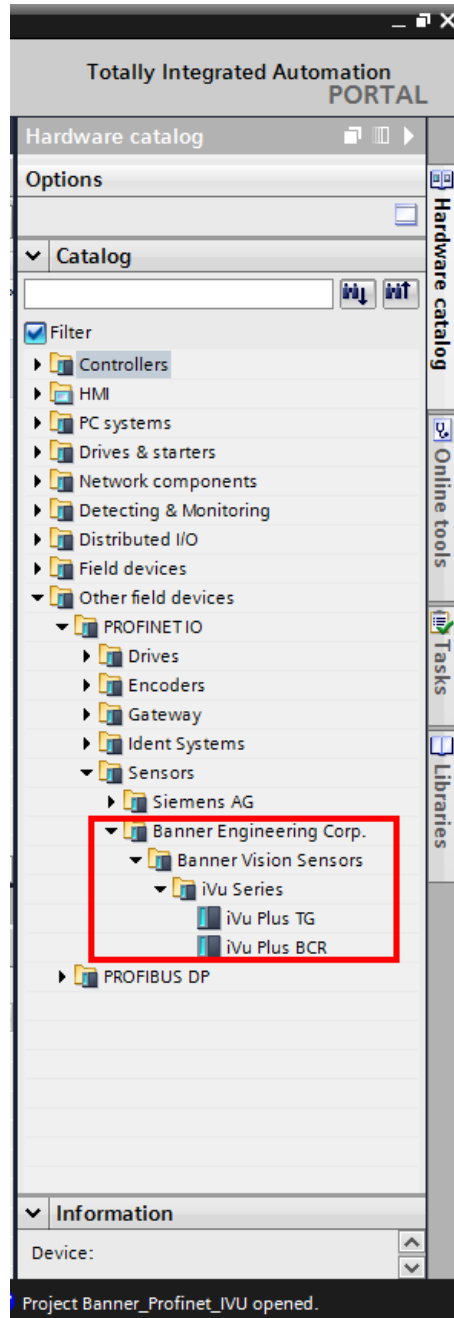 Totally Integrated Automation
PORTAL
Hardware catalog
Options
Catalog
Filter
Controllers
HMI
PC systems
Drives & starters
Network components
Detecting & Monitoring
Distributed I/O
Field devices
Other field devices
PROFINET IO
Drives
Encoders
Gateway
Ident Systems
Sensors
Siemens AG
Banner Engineering Corp.
Banner Vision Sensors
iVu Series
iVu Plus TG
iVu Plus BCR
PROFIBUS DP
Information
Device:
Project Banner_Profinet_IVU opened.
Hardware catalog
Online tools
Tasks
Libraries